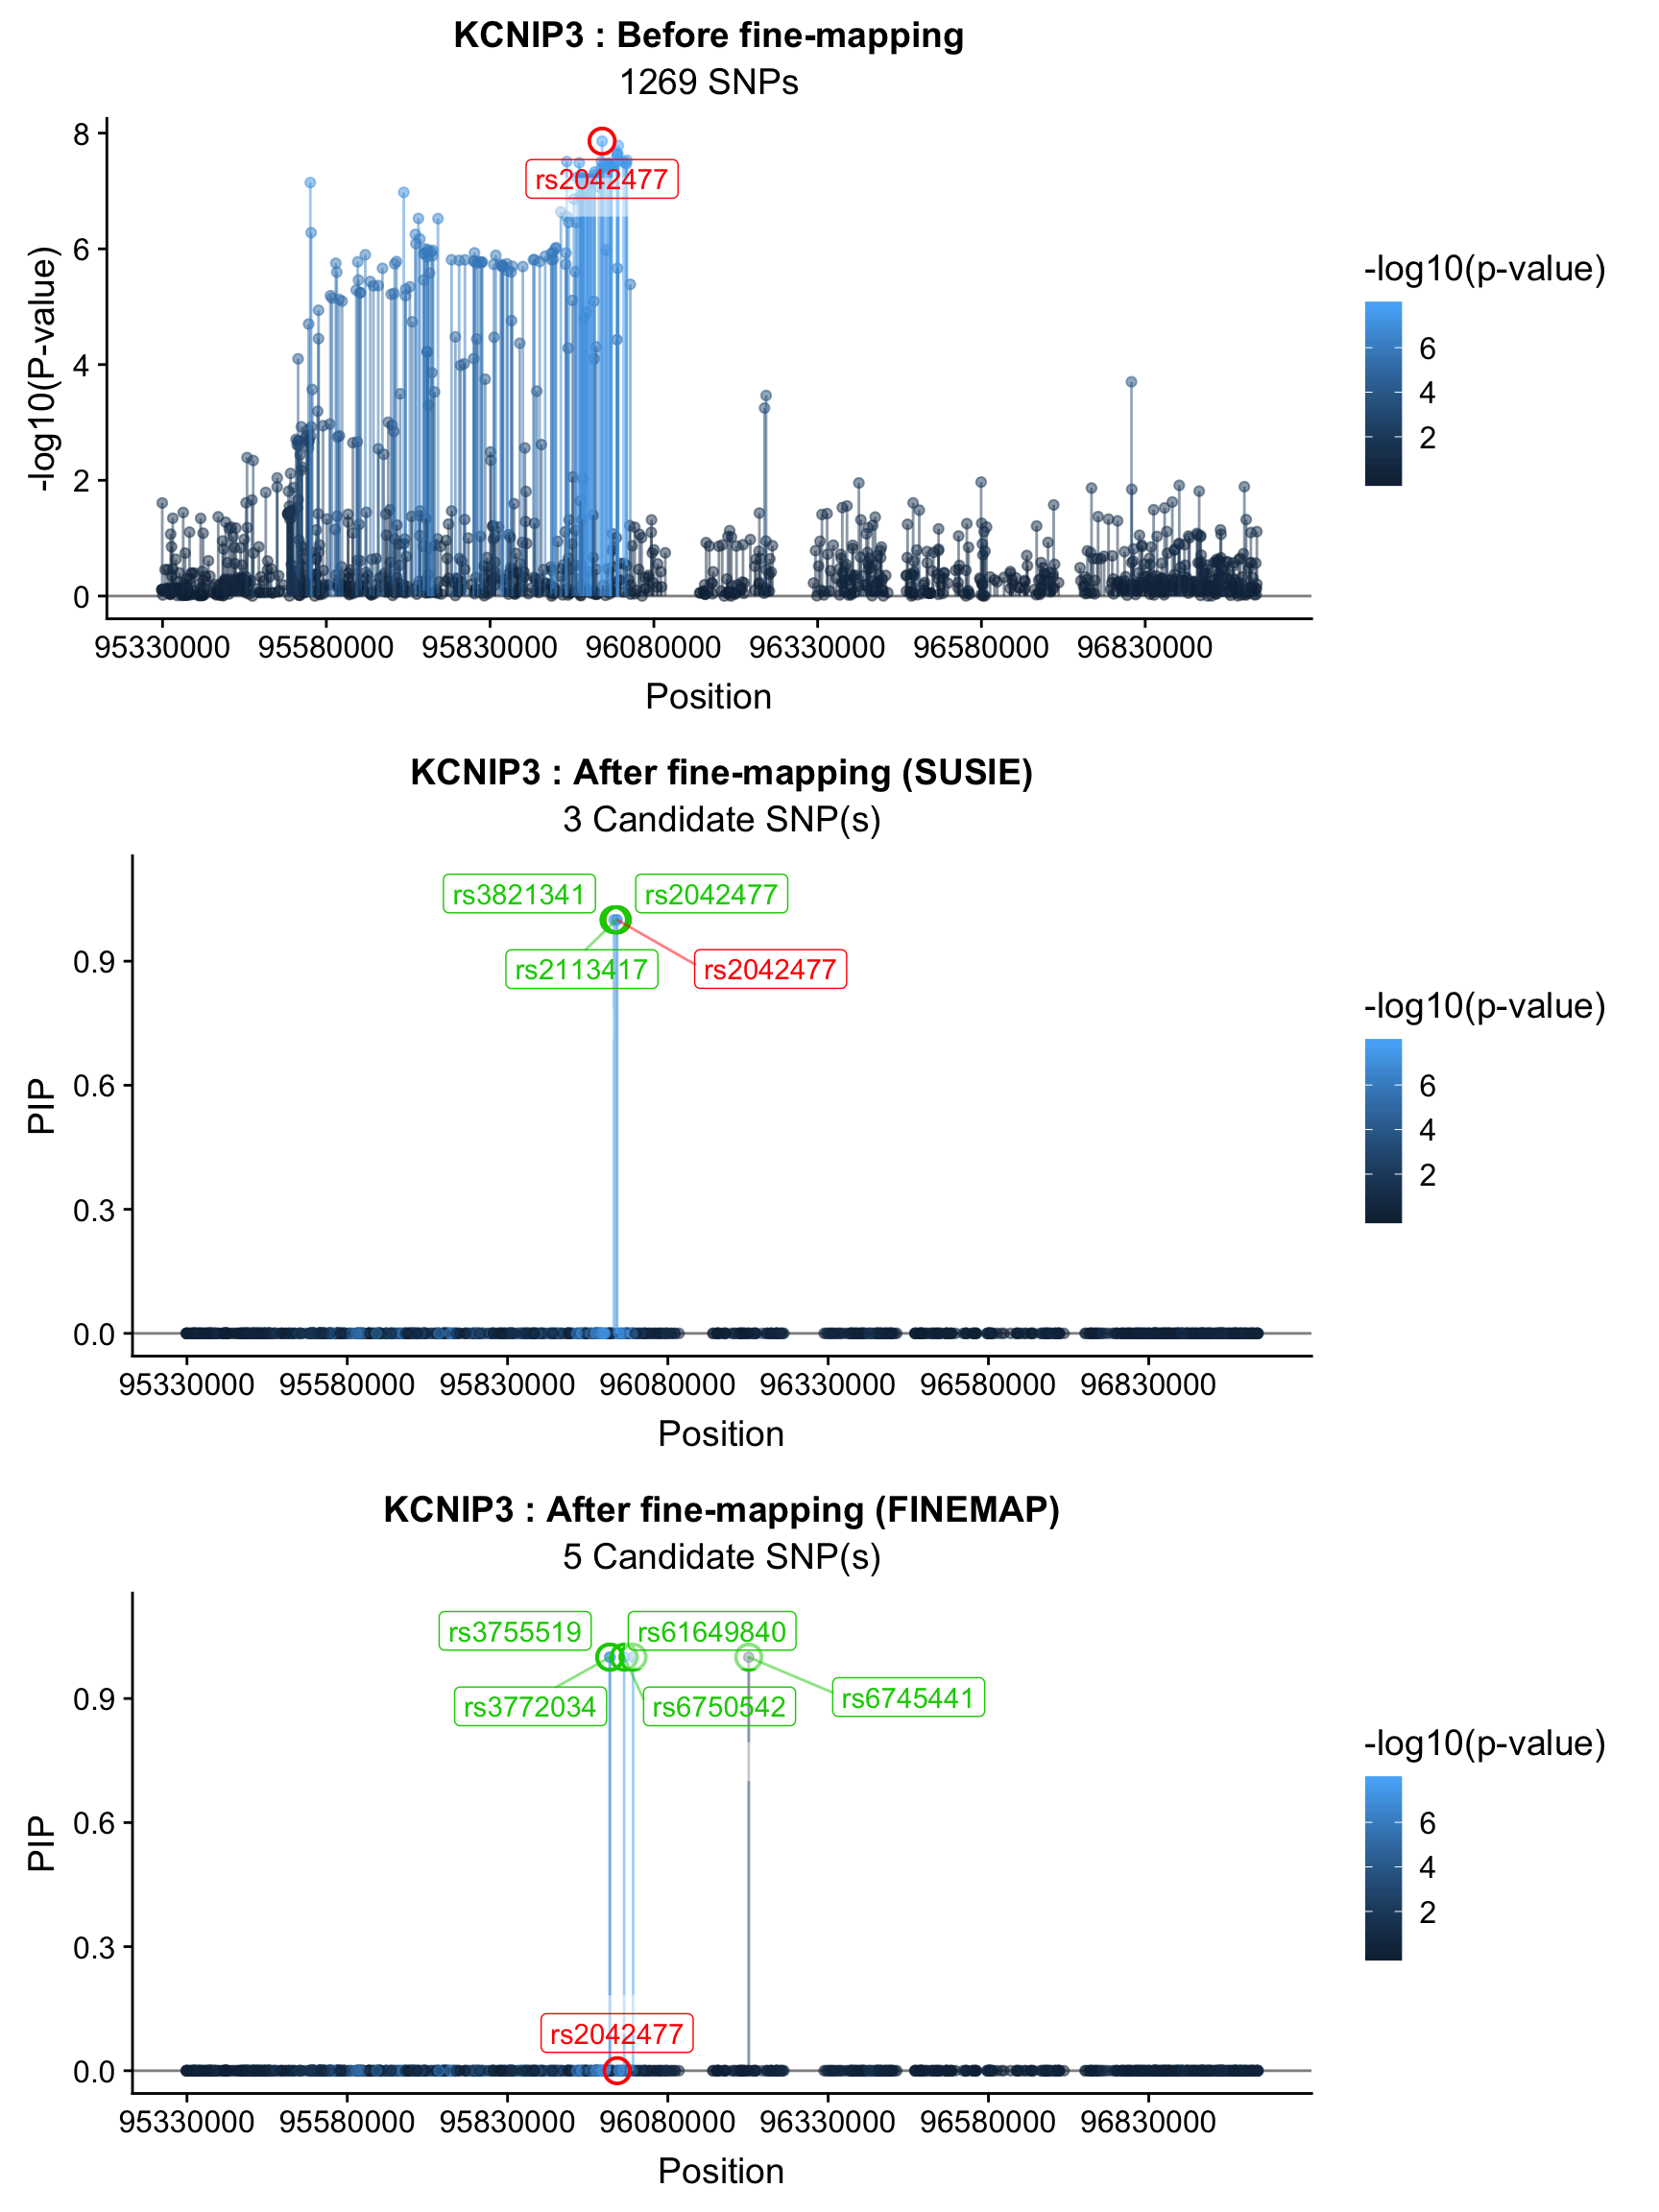 KCNIP3 : Before fine-mapping
1269 SNPs
8
6
4
2
0
-log10(P-value)
rs2042477
95330000 95580000 95830000 96080000 96330000 96580000 96830000
Position
-log10(p-value)
6
4
2
KCNIP3 : After fine-mapping (SUSIE)
3 Candidate SNP(s)
rs3821341 rs2042477
rs2113417 rs2042477
0.9
0.6
0.3
0.0
PIP
95330000 95580000 95830000 96080000 96330000 96580000 96830000
Position
-log10(p-value)
6
4
2
KCNIP3 : After fine-mapping (FINEMAP)
5 Candidate SNP(s)
rs3755519 rs61649840
rs3772034 rs6750542 rs6745441
0.9
0.6
0.3
0.0
PIP
rs2042477
95330000 95580000 95830000 96080000 96330000 96580000 96830000
Position
-log10(p-value)
6
4
2